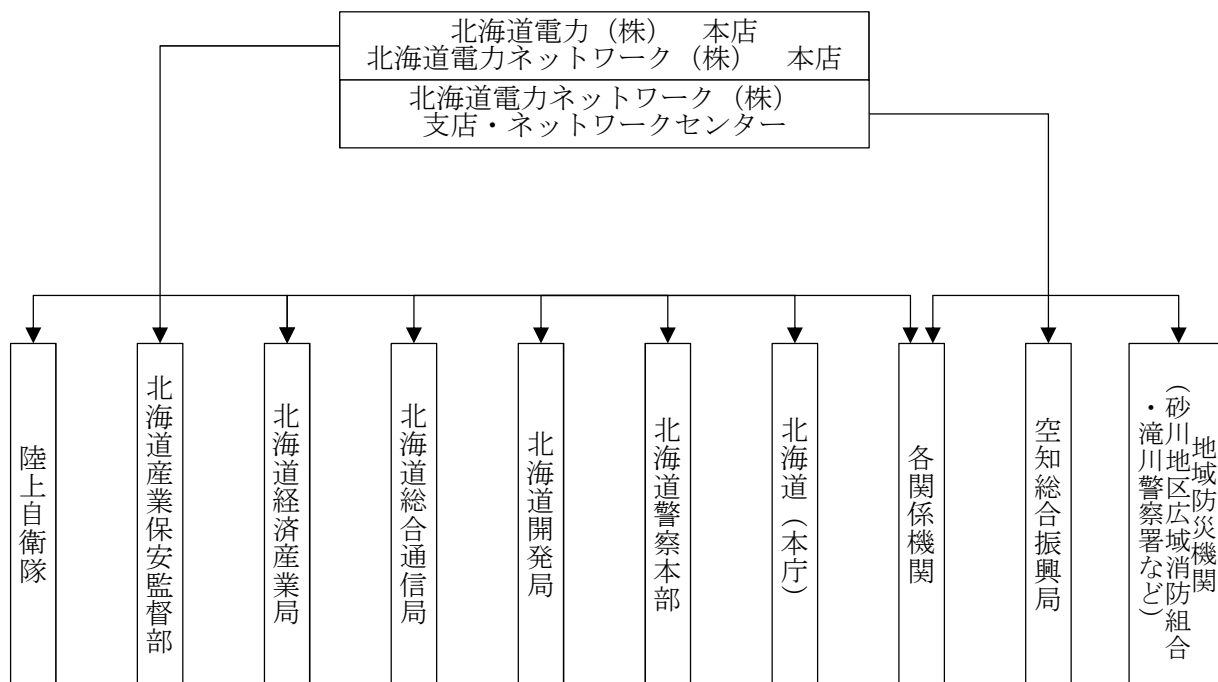 北海道電力（株）　本店
北海道電力ネットワーク（株）　本店
北海道電力ネットワーク（株）
支店・ネットワークセンター
陸上自衛隊
北海道産業保安監督部
北海道経済産業局
北海道総合通信局
北海道開発局
北海道警察本部
北海道（本庁）
各関係機関
空知総合振興局
地域防災機関
（砂川地区広域消防組合
・滝川警察署など）